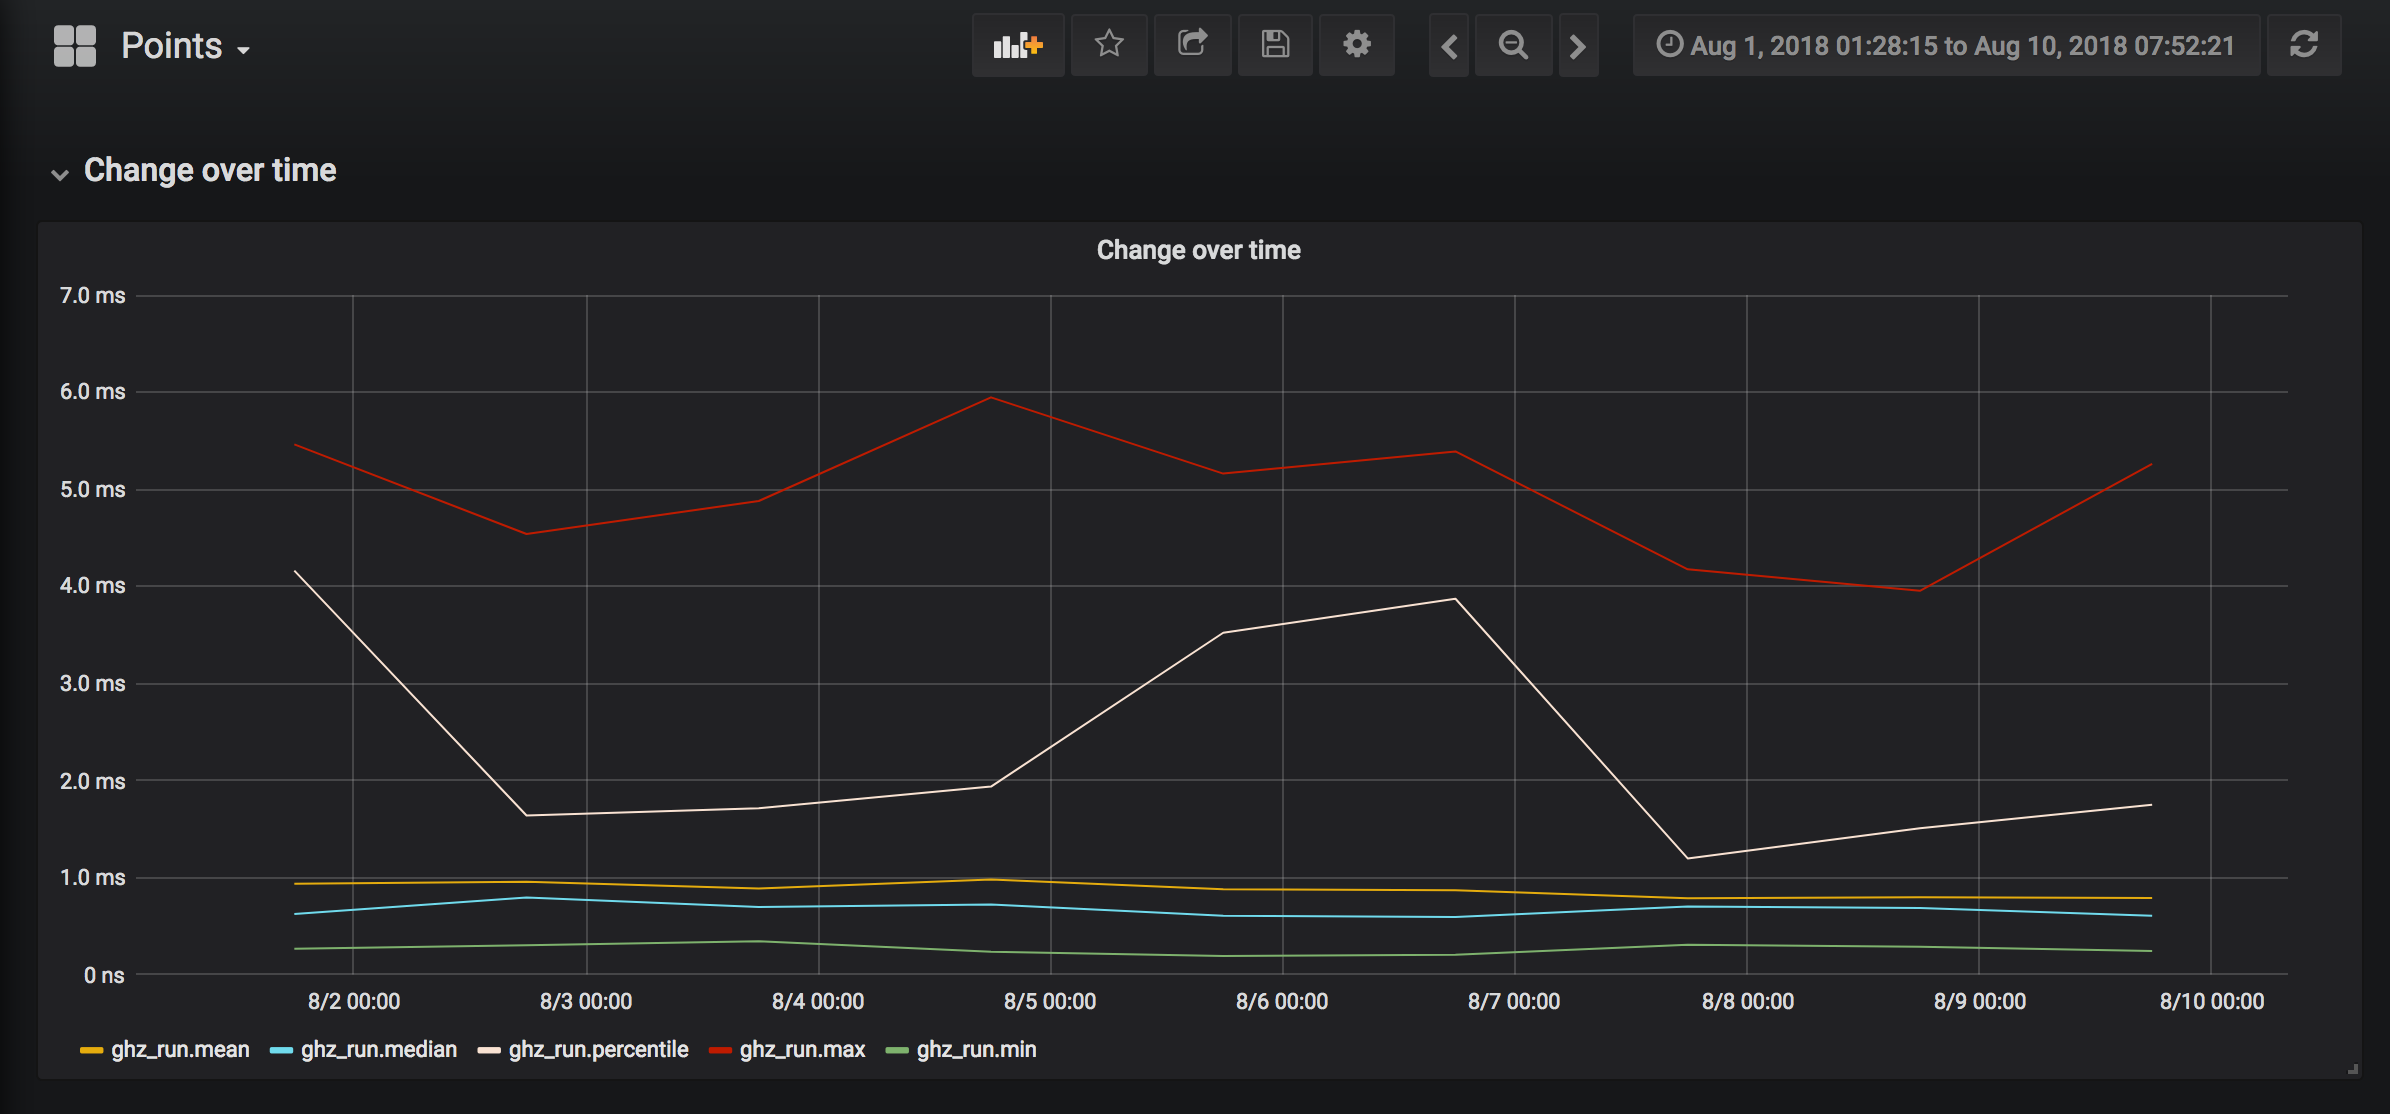 Points
Aug 1, 2018 01:28:15 to Aug 10, 2018 07:52:21
Change over time
Change over time
7.0 ms
6.0 ms
5.0 ms
4.0 ms
3.0 ms
2.0 ms
1.0 ms
0 ns
8/2 00:00 8/3 00:00 8/4 00:00 8/5 00:00 8/6 00:00 8/7 00:00 8/8 00:00 8/9 00:00 8/10 00:00
ghz_run.mean ghz_run.median ghz_run.percentile ghz_run.max ghz_run.min